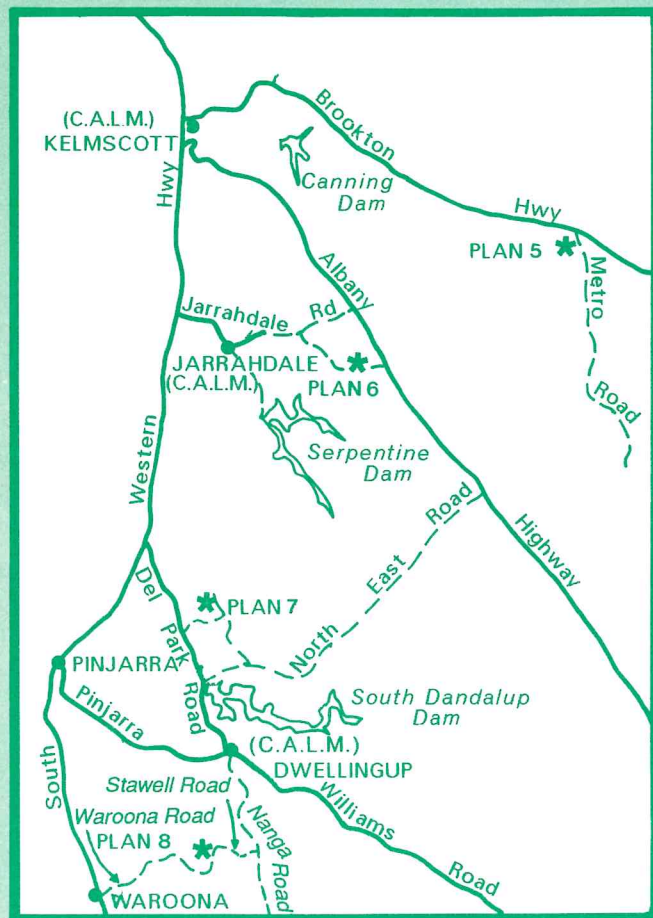 (C.A.L.M.)
KELMSCOTT
Brookton
Hwy
Canning
Dam
Hwy
PLAN 5
Metro
Road
Albany
Highway
Jarrahdale
Rd
JARRAHDALE
(C.A.L.M.)
PLAN 6
Serpentine
Dam
Western
North East Road
Del Park Road
PLAN 7
PINJARRA
Pinjarra
Williams
Road
South Dandalup
Dam
(C.A.L.M.)
DWELLINGUP
South
Stawell Road
Waroona Road
PLAN 8
Nanga Road
WAROONA